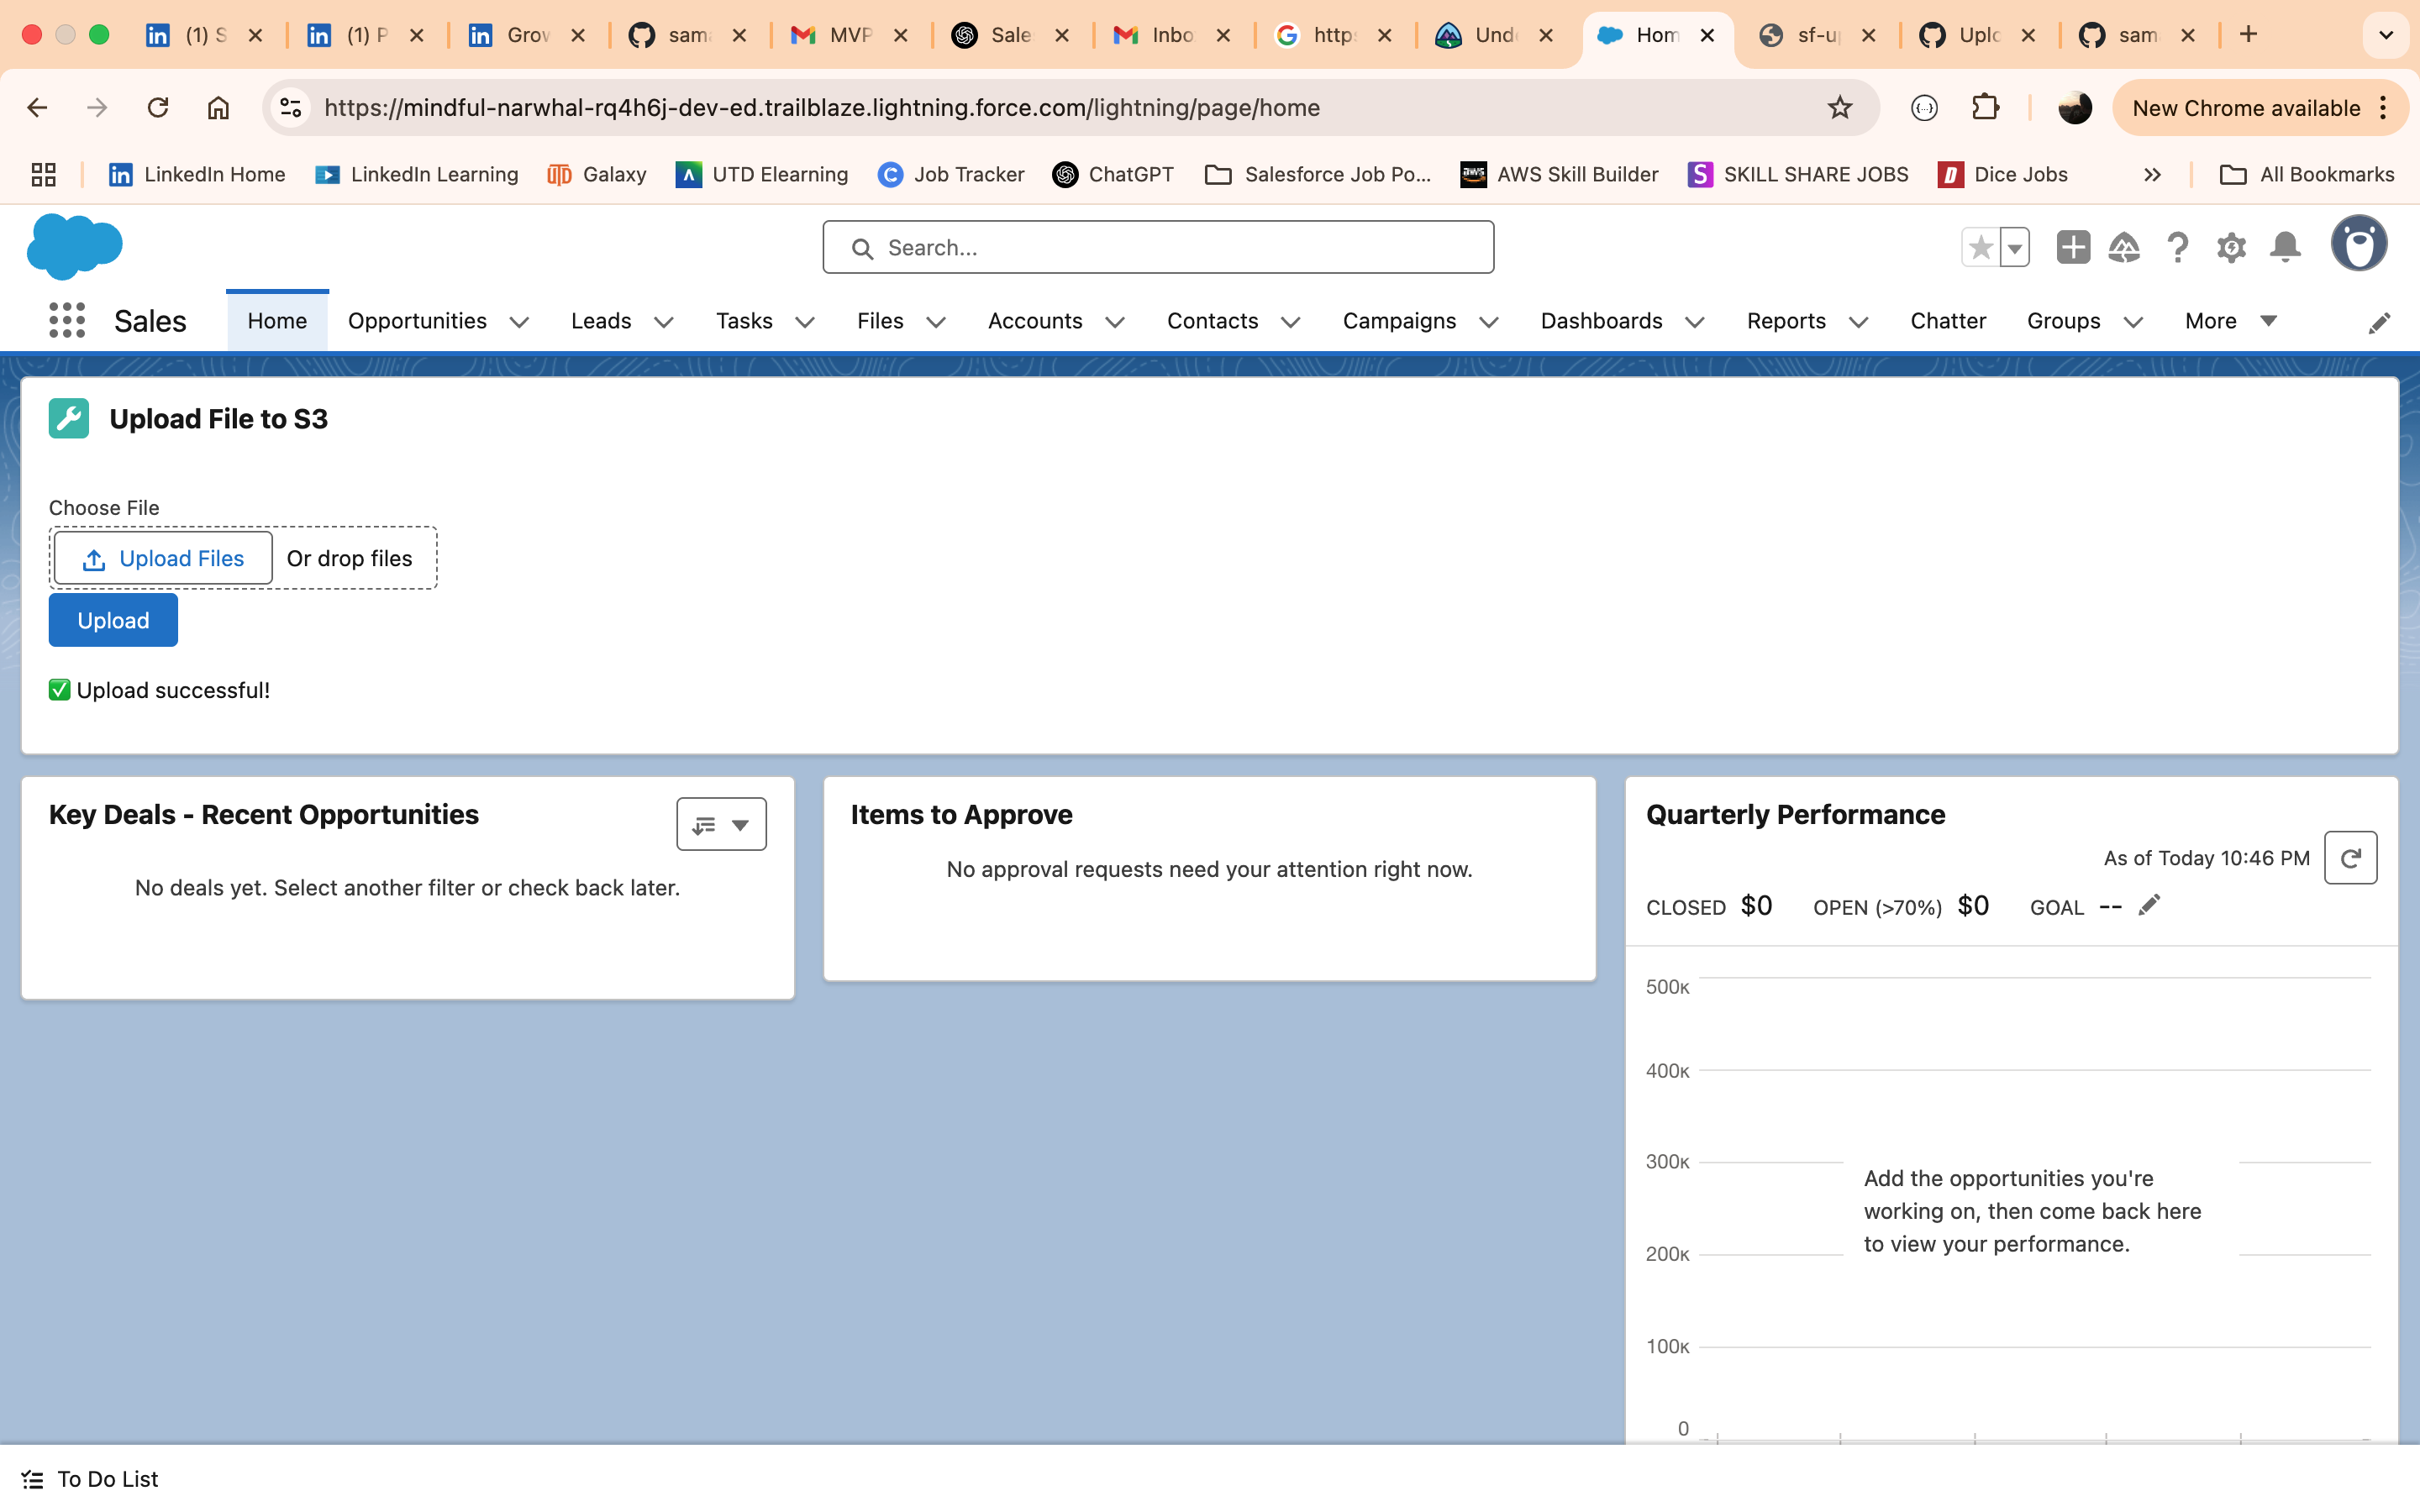 (1) S
(1) P
Grow
sam
MVP
Sale
Inbo
http:
Und
Hom
sf-u
Uplo
sam
https://mindful-narwhal-rq4h6j-dev-ed.trailblaze.lightning.force.com/lightning/page/home
New Chrome available
LinkedIn Home
LinkedIn Learning
Galaxy
UTD Elearning
Job Tracker
ChatGPT
Salesforce Job Po...
AWS Skill Builder
SKILL SHARE JOBS
Dice Jobs
All Bookmarks
Search...
Sales
Home
Opportunities
Leads
Tasks
Files
Accounts
Contacts
Campaigns
Dashboards
Reports
Chatter
Groups
More
Upload File to S3
Choose File
Upload Files
Or drop files
Upload
✅ Upload successful!
Key Deals - Recent Opportunities
No deals yet. Select another filter or check back later.
Items to Approve
No approval requests need your attention right now.
Quarterly Performance
As of Today 10:46 PM
CLOSED $0 OPEN (>70%) $0 GOAL --
500K
400K
300K
200K
100K
0
Add the opportunities you're
working on, then come back here
to view your performance.
To Do List